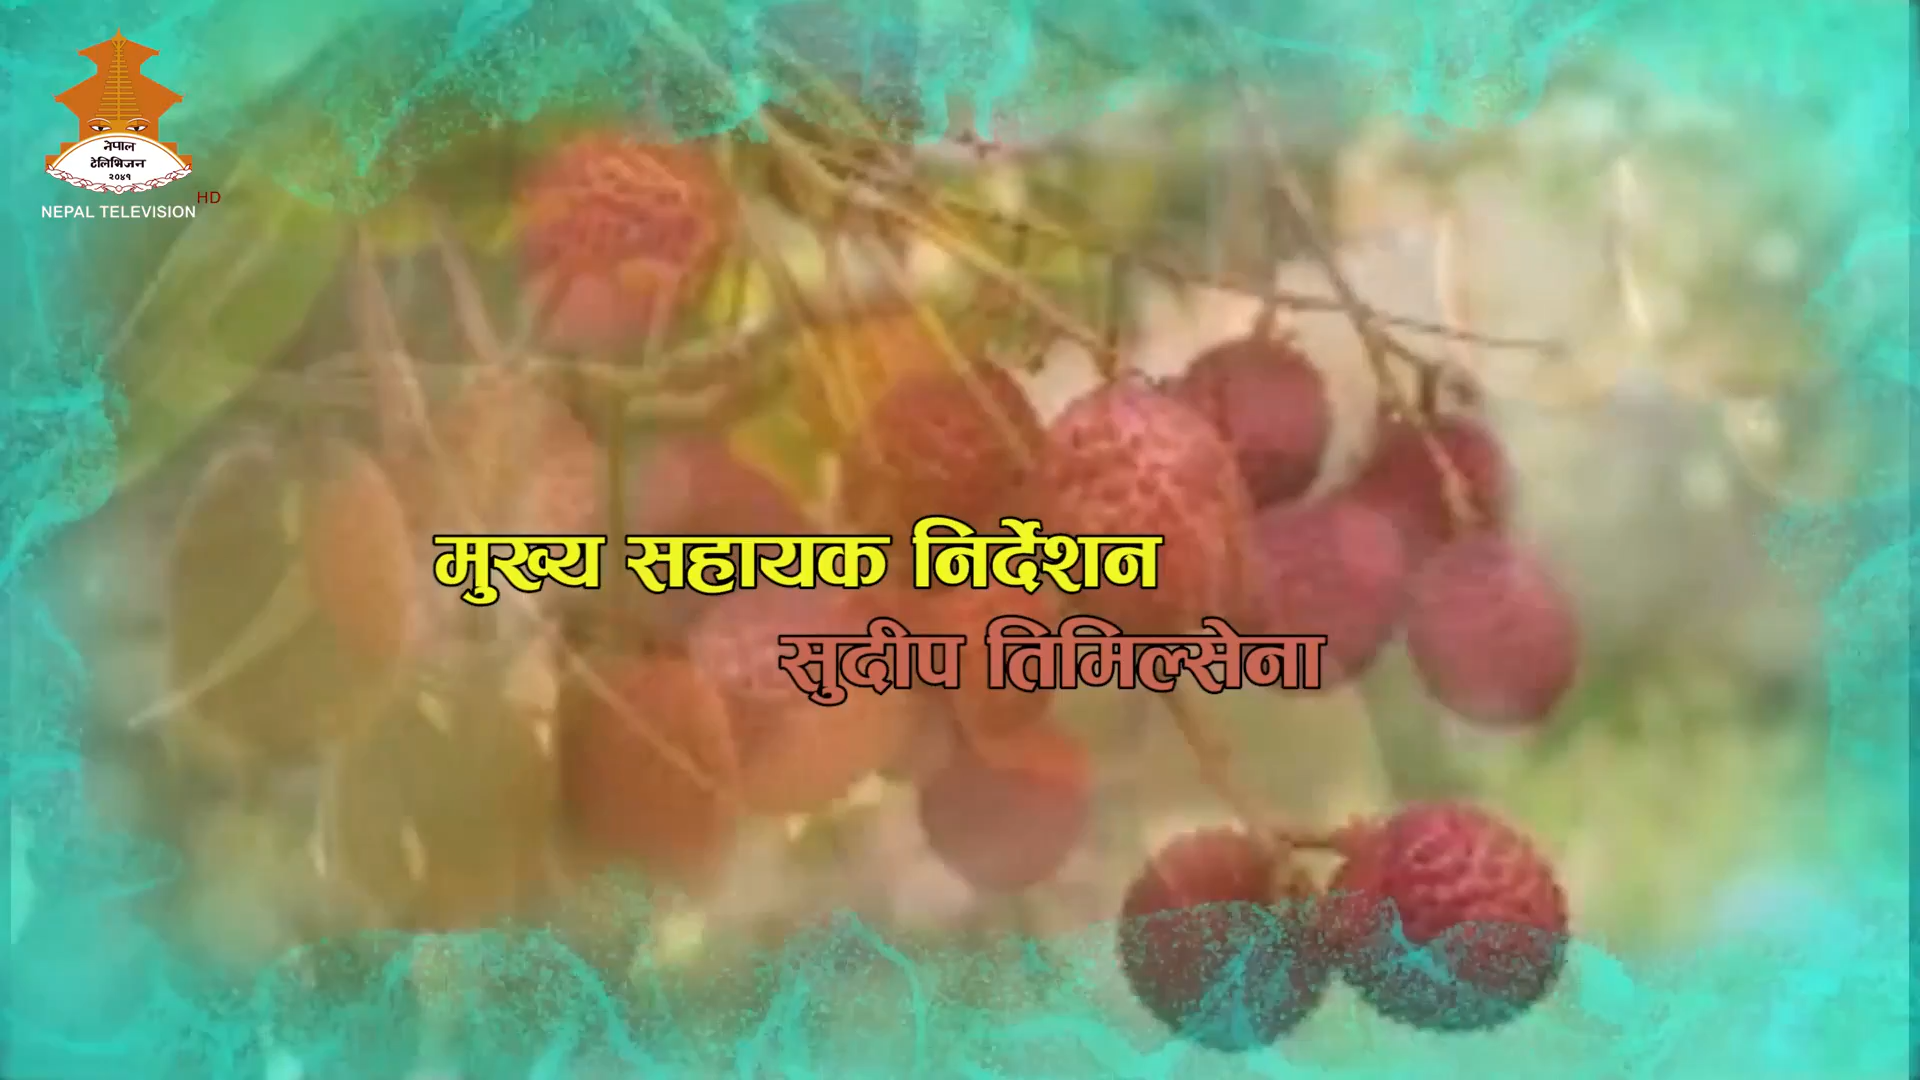 नेपाल
टेलिभिजन
२०४१
HD
NEPAL TELEVISION
मुख्य सहायक निर्देशन
सुदीप तिमिल्सेना